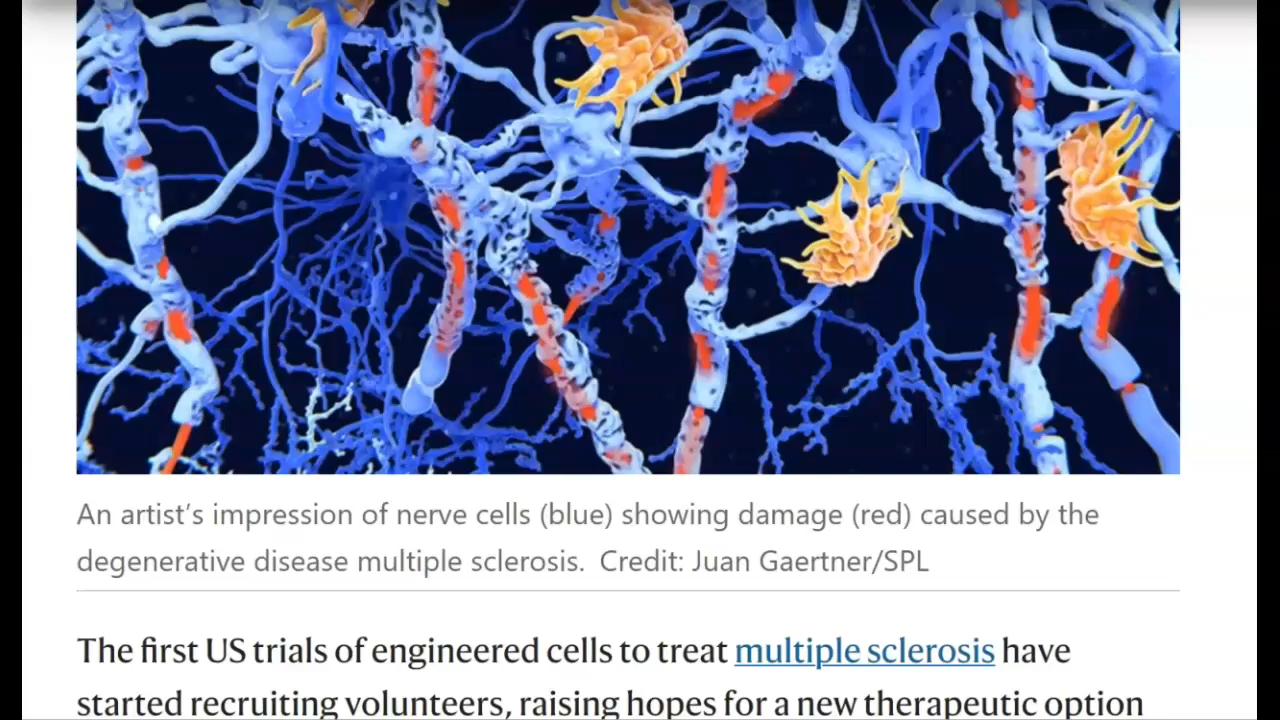 An artist’s impression of nerve cells (blue) showing damage (red) caused by the
degenerative disease multiple sclerosis.  Credit: Juan Gaertner/SPL
The first US trials of engineered cells to treat multiple sclerosis have
started recruiting volunteers, raising hopes for a new therapeutic option